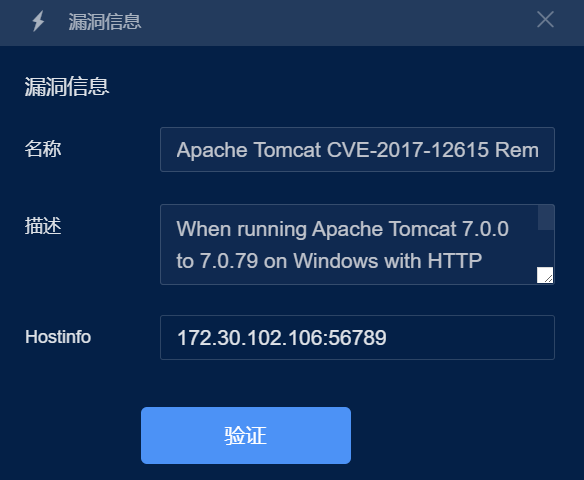 漏洞信息
漏洞信息
名称
Apache Tomcat CVE-2017-12615 Rem
描述
When running Apache Tomcat 7.0.0
to 7.0.79 on Windows with HTTP
Hostinfo
172.30.102.106:56789
验证